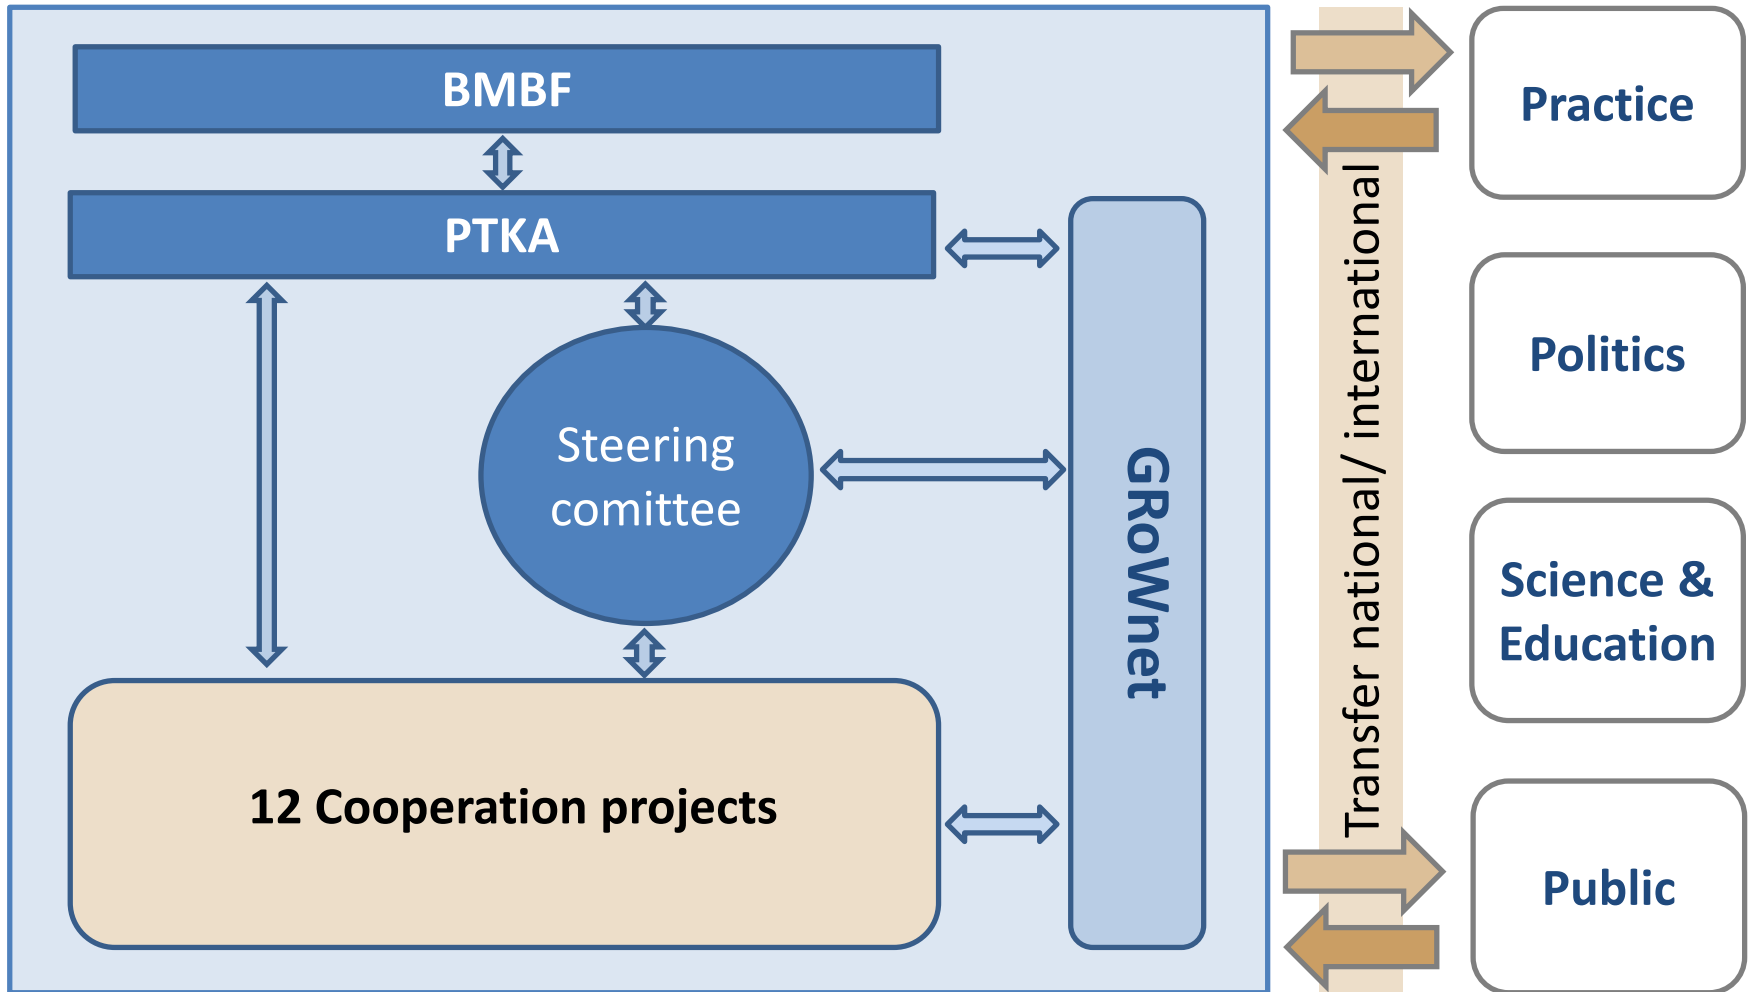 BMBF
PTKA
Steering
comittee
12 Cooperation projects
GRoWnet
Transfer national/ international
Practice
Politics
Science &
Education
Public